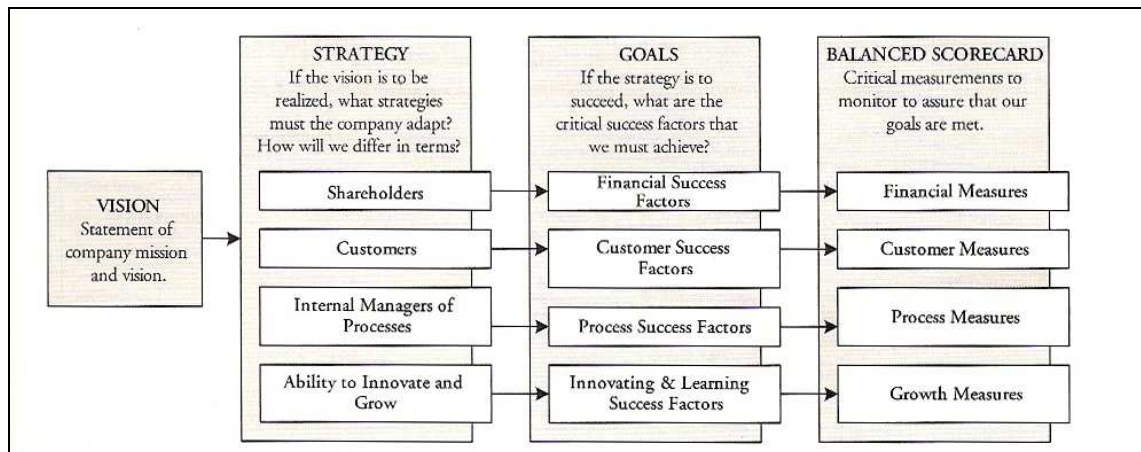 VISION
Statement of
company mission
and vision.
STRATEGY
If the vision is to be
realized, what strategies
must the company adapt?
How will we differ in terms?
Shareholders
Customers
Internal Managers of
Processes
Ability to Innovate and
Grow
GOALS
If the strategy is to
succeed, what are the
critical success factors that
we must achieve?
Financial Success
Factors
Customer Success
Factors
Process Success Factors
Innovating & Learning
Success Factors
BALANCED SCORECARD
Critical measurements to
monitor to assure that our
goals are met.
Financial Measures
Customer Measures
Process Measures
Growth Measures